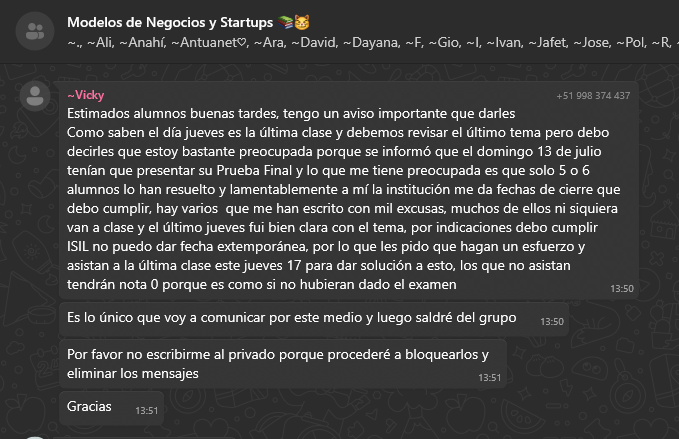 Modelos de Negocios y Startups 📚😺
~., ~Ali, Anahí, ~Antuanet♡, ~Ara, ~David, ~Dayana, ~F, ~Gio, ~I, ~Ivan, ~Jafet, ~Jose, ~Pol, ~R, ~
~Vicky +51 998 374 437
Estimados alumnos buenas tardes, tengo un aviso importante que darles
Como saben el día jueves es la última clase y debemos revisar el último tema pero debo
decirles que estoy bastante preocupada porque se informó que el domingo 13 de julio
tenían que presentar su Prueba Final y lo que me tiene preocupada es que solo 5 o 6
alumnos lo han resuelto y lamentablemente a mí la institución me da fechas de cierre que
debo cumplir, hay varios que me han escrito con mil excusas, muchos de ellos ni siquiera
van a clase y el último jueves fui bien clara con el tema, por indicaciones debo cumplir
ISIL no puedo dar fecha extemporánea, por lo que les pido que hagan un esfuerzo y
asistan a la última clase este jueves 17 para dar solución a esto, los que no asistan
tendrán nota 0 porque es como si no hubieran dado el examen
13:50
Es lo único que voy a comunicar por este medio y luego saldré del grupo 13:50
Por favor no escribirme al privado porque procederé a bloquearlos y
eliminar los mensajes 13:51
Gracias 13:51